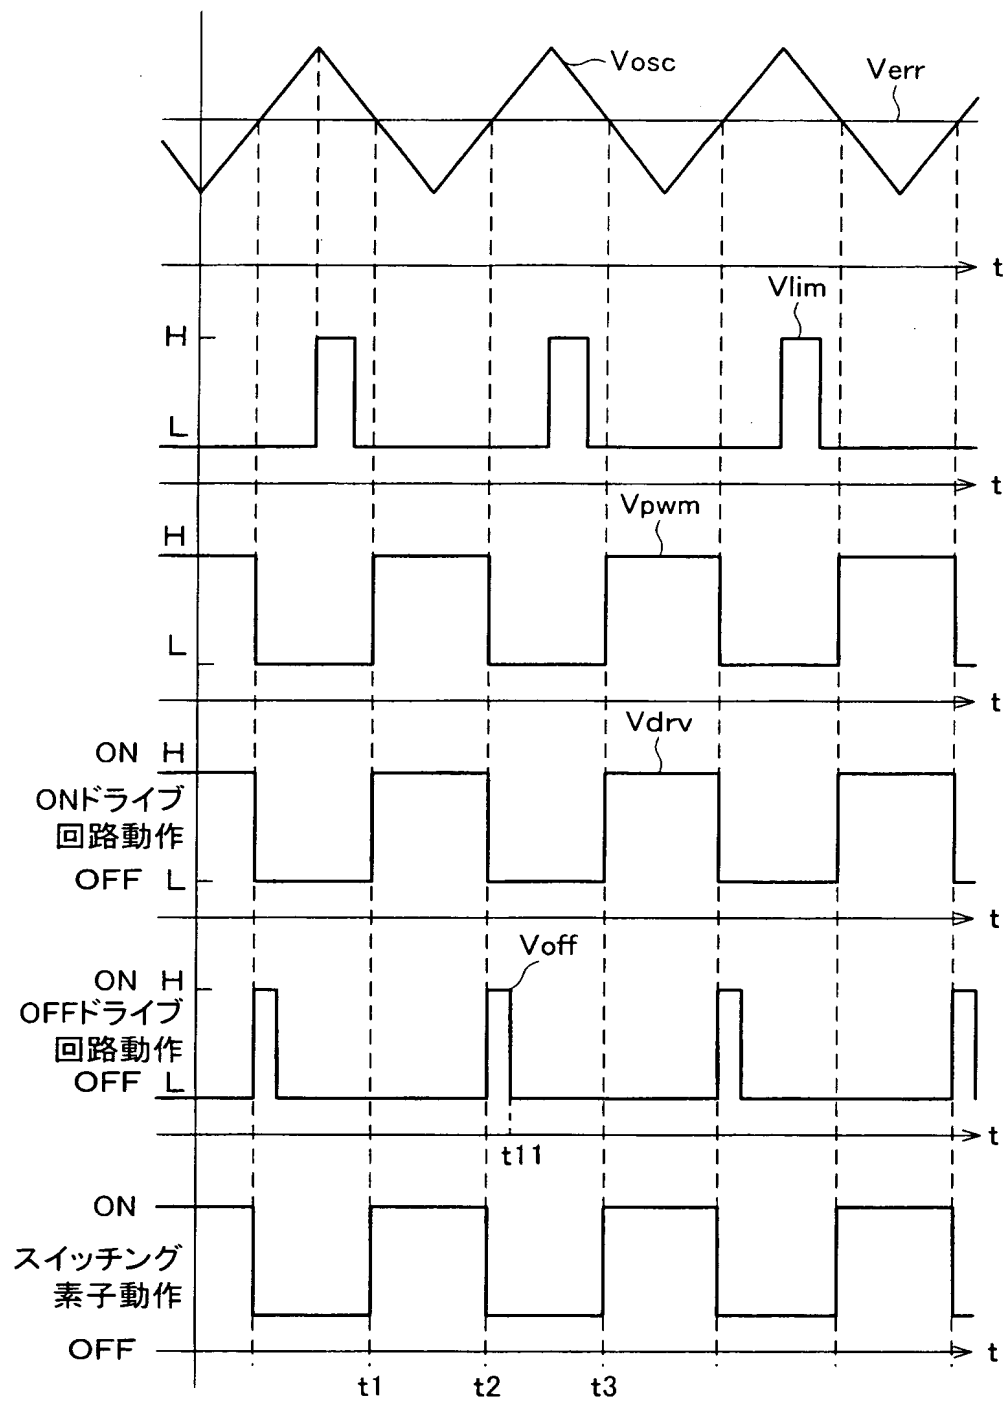 Vosc
Verr
t
Vlim
H
L
t
Vpwm
H
L
t
Vdrv
ON H
ONドライブ
回路動作
OFF L
t
Voff
ON H
OFFドライブ
回路動作
OFF L
t
t11
ON
スイッチング
素子動作
OFF
t
t1 t2 t3